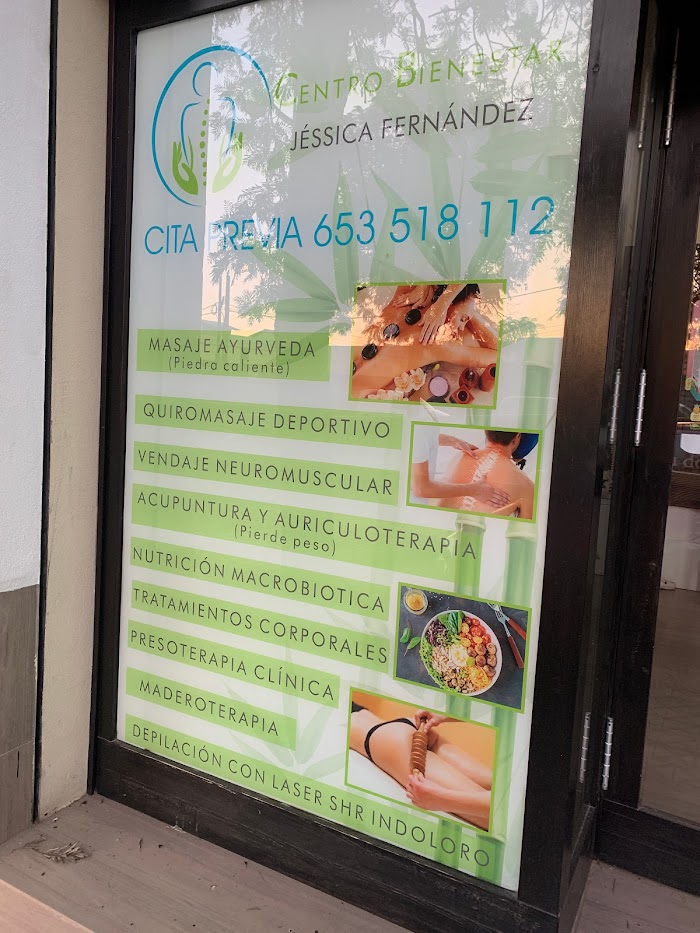 CENTRO BIENESTAR
JÉSSICA FERNÁNDEZ
CITA PREVIA 653 518 112
MASAJE AYURVEDA
(Piedra caliente)
QUIROMASAJE DEPORTIVO
VENDAJE NEUROMUSCULAR
ACUPUNTURA Y AURICULOTERAPIA
(Pierde peso)
NUTRICIÓN MACROBIOTICA
TRATAMIENTOS CORPORALES
PRESOTERAPIA CLÍNICA
MADEROTERAPIA
DEPILACIÓN CON LASER SHR INDOLORO